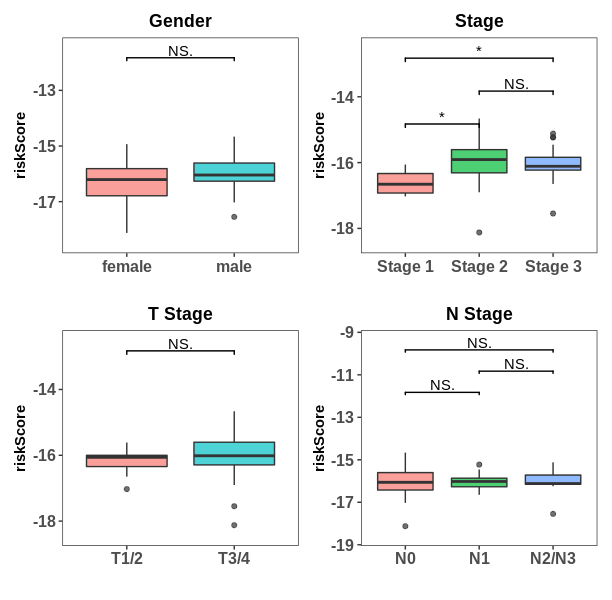 Gender
NS.
-13
-15
-17
riskScore
female male
Stage
*
NS.
*
-14
-16
-18
riskScore
Stage 1 Stage 2 Stage 3
T Stage
NS.
-14
-16
-18
riskScore
T1/2 T3/4
N Stage
-9
NS.
NS.
-11
NS.
-13
-15
-17
-19
riskScore
N0 N1 N2/N3